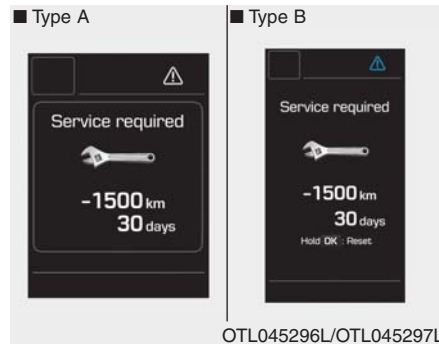 ■ Type A
■ Type B
Service required
-1500 km
30 days
Service required
-1500 km
30 days
Hold OK : Reset
OTL045296L/OTL045297L